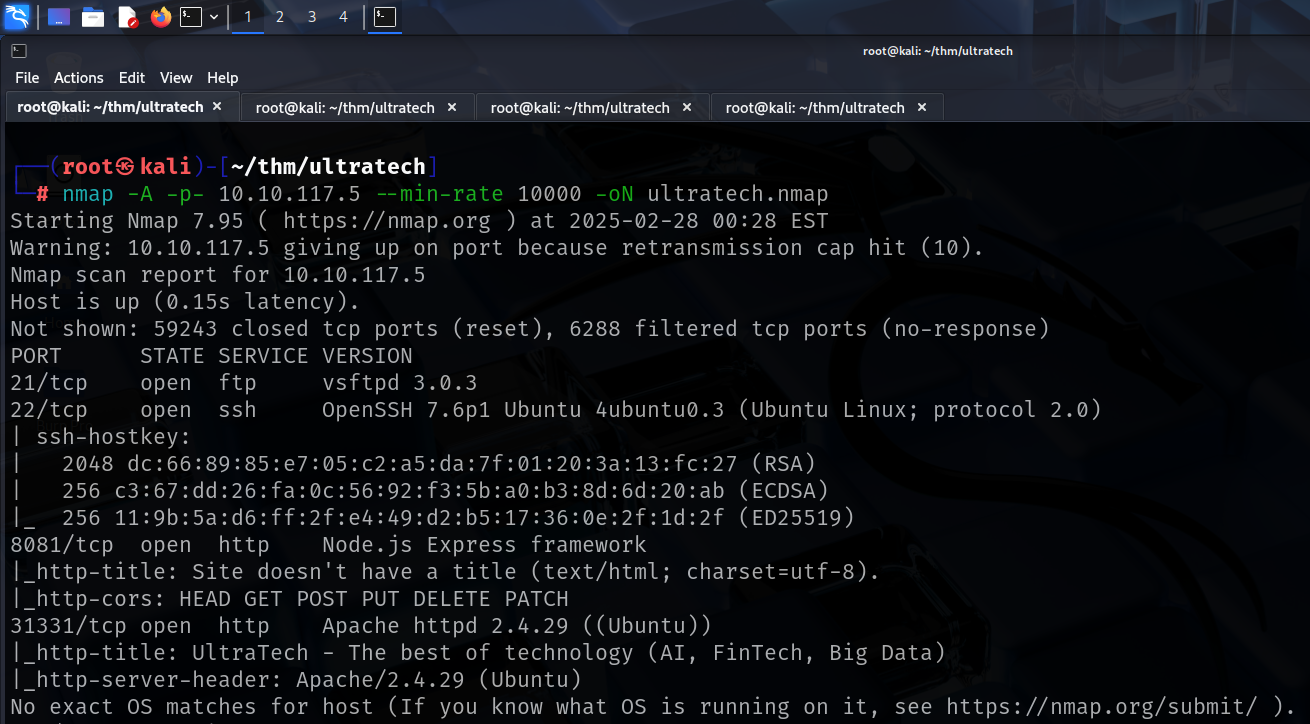 1 2 3 4
root@kali: ~/thm/ultratech
File Actions Edit View Help
root@kali: ~/thm/ultratech × root@kali: ~/thm/ultratech × root@kali: ~/thm/ultratech × root@kali: ~/thm/ultratech ×
┌──(root㉿kali)-[~/thm/ultratech]
└─# nmap -A -p- 10.10.117.5 --min-rate 10000 -oN ultratech.nmap
Starting Nmap 7.95 ( https://nmap.org ) at 2025-02-28 00:28 EST
Warning: 10.10.117.5 giving up on port because retransmission cap hit (10).
Nmap scan report for 10.10.117.5
Host is up (0.15s latency).
Not shown: 59243 closed tcp ports (reset), 6288 filtered tcp ports (no-response)
PORT      STATE SERVICE VERSION
21/tcp    open  ftp     vsftpd 3.0.3
22/tcp    open  ssh     OpenSSH 7.6p1 Ubuntu 4ubuntu0.3 (Ubuntu Linux; protocol 2.0)
| ssh-hostkey:
|   2048 dc:66:89:85:e7:05:c2:a5:da:7f:01:20:3a:13:fc:27 (RSA)
|   256 c3:67:dd:26:fa:0c:56:92:f3:5b:a0:b3:8d:6d:20:ab (ECDSA)
|_  256 11:9b:5a:d6:ff:2f:e4:49:d2:b5:17:36:0e:2f:1d:2f (ED25519)
8081/tcp  open  http    Node.js Express framework
|_http-title: Site doesn't have a title (text/html; charset=utf-8).
|_http-cors: HEAD GET POST PUT DELETE PATCH
31331/tcp open  http    Apache httpd 2.4.29 ((Ubuntu))
|_http-title: UltraTech - The best of technology (AI, FinTech, Big Data)
|_http-server-header: Apache/2.4.29 (Ubuntu)
No exact OS matches for host (If you know what OS is running on it, see https://nmap.org/submit/ ).